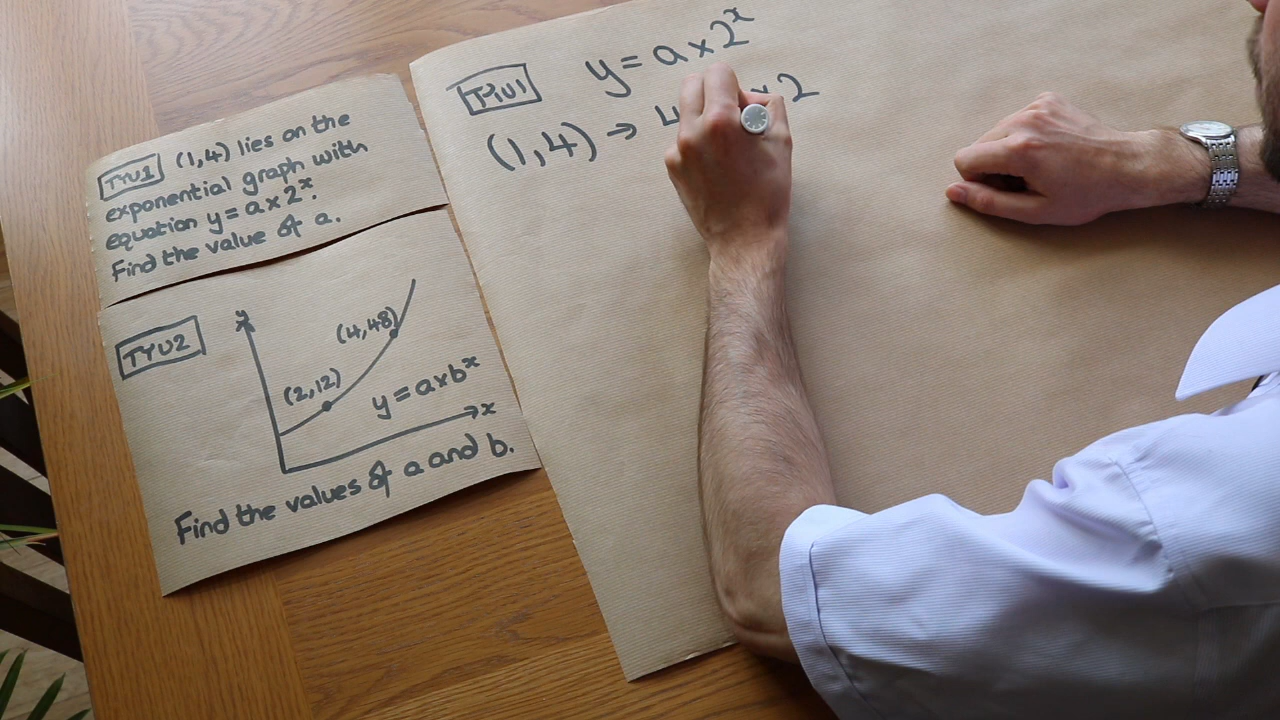 TYU1 (1,4) lies on the
exponential graph with
equation y = a x 2ˣ.
Find the value of a.
TYU2
y
(4,48)
(2,12)
y = a x bˣ
x
Find the values of a and b.
TYU1 y = a x 2ˣ
(1,4) → 4 x 2